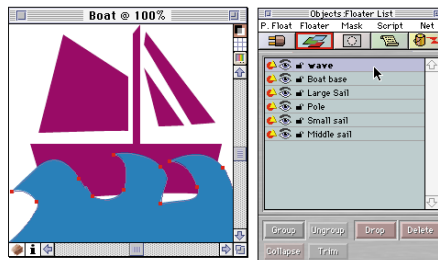 Boat @ 100%
Objects:Floater List
P. Float Floater Mask Script Net
wave
Boat base
Large Sail
Pole
Small sail
Middle sail
Group Ungroup Drop Delete
Collapse Trim
i